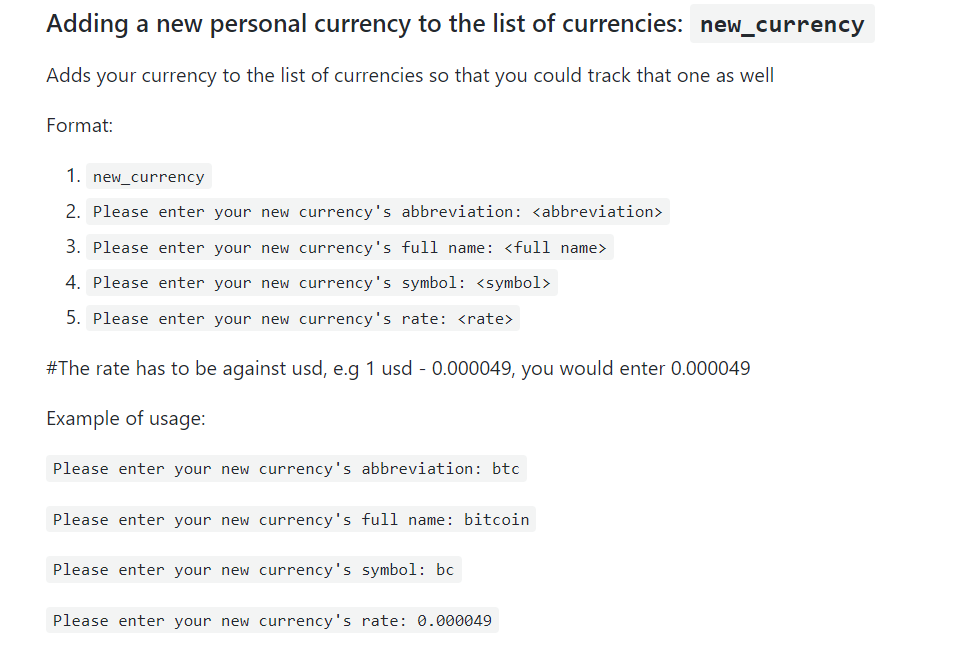 Adding a new personal currency to the list of currencies: new_currency
Adds your currency to the list of currencies so that you could track that one as well
Format:
1. new_currency
2. Please enter your new currency's abbreviation: <abbreviation>
3. Please enter your new currency's full name: <full name>
4. Please enter your new currency's symbol: <symbol>
5. Please enter your new currency's rate: <rate>
#The rate has to be against usd, e.g 1 usd - 0.000049, you would enter 0.000049
Example of usage:
Please enter your new currency's abbreviation: btc
Please enter your new currency's full name: bitcoin
Please enter your new currency's symbol: bc
Please enter your new currency's rate: 0.000049